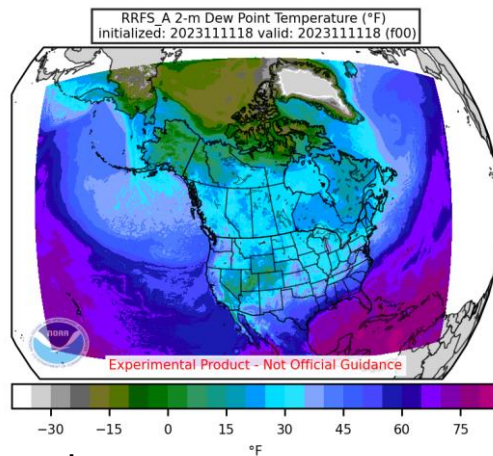 RRFS_A 2-m Dew Point Temperature (°F)
initialized: 2023111118 valid: 2023111118 (f00)
NOAA
Experimental Product - Not Official Guidance
−30 −15 0 15 30 45 60 75
°F